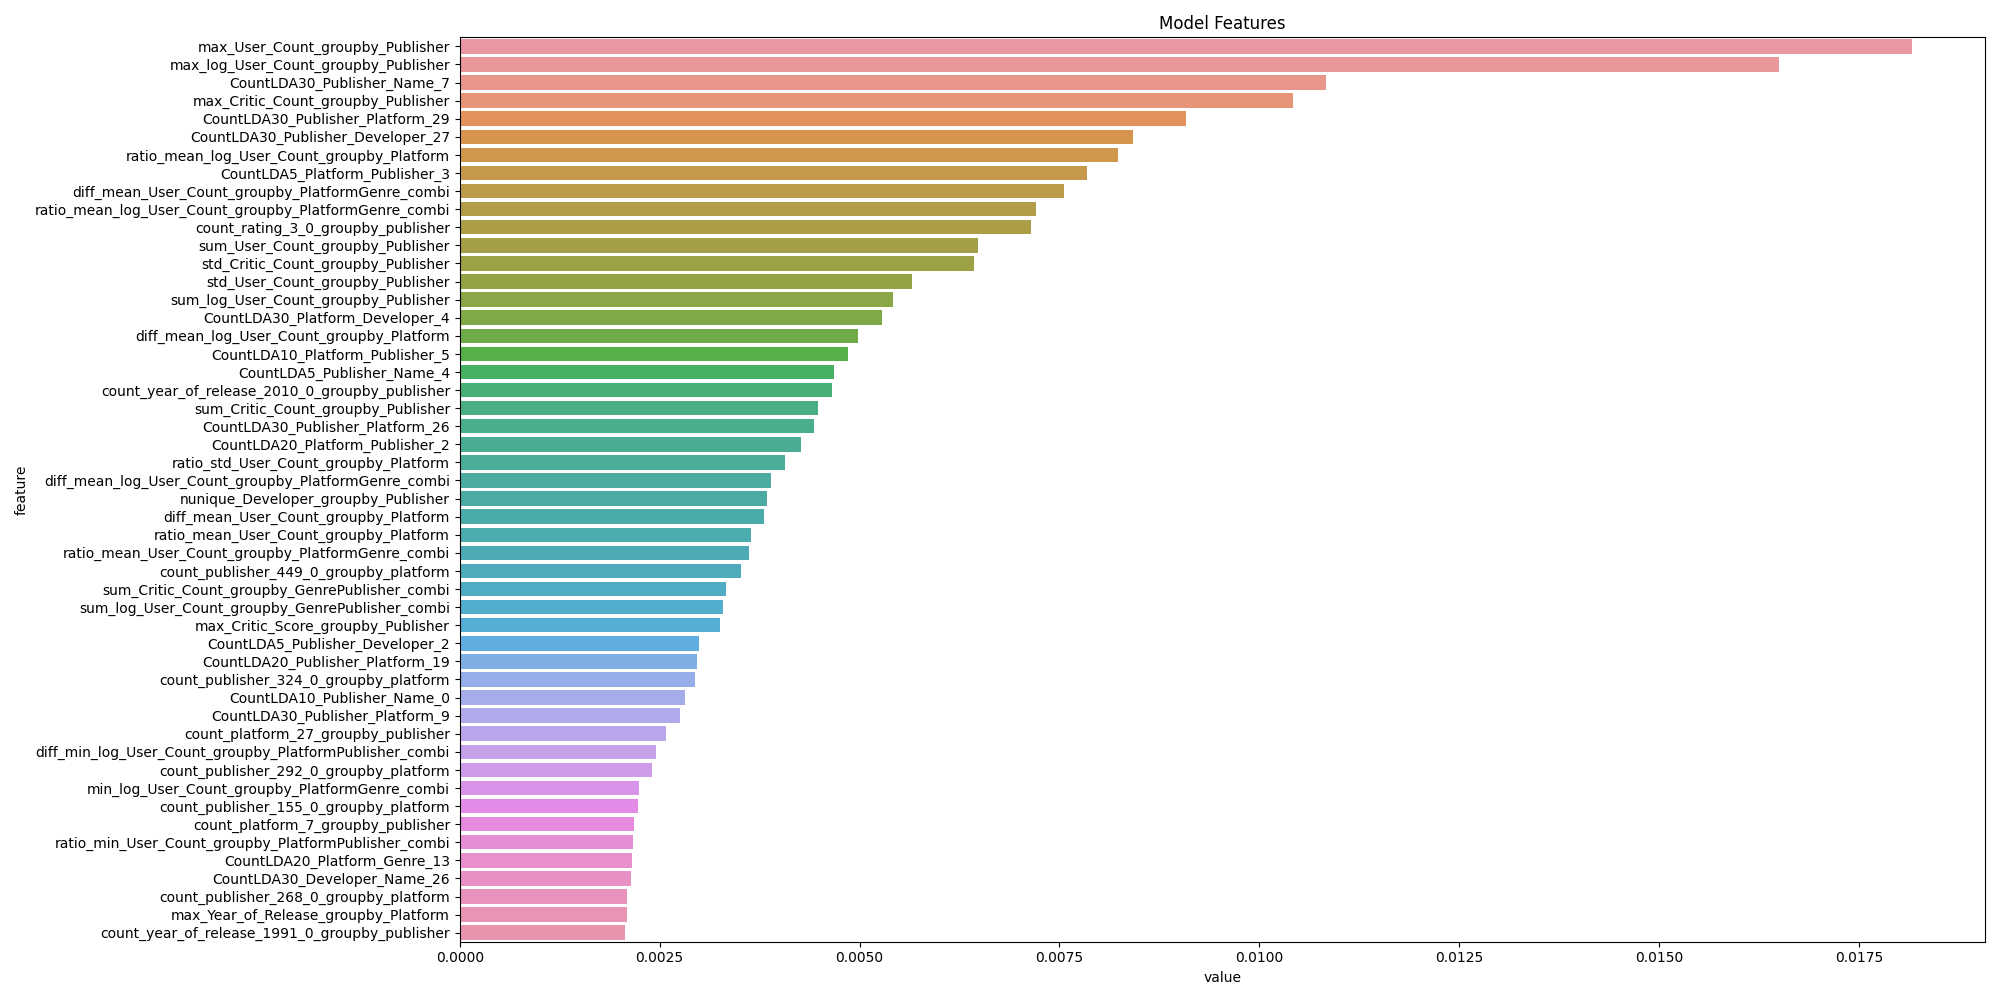 Model Features
max_User_Count_groupby_Publisher
max_log_User_Count_groupby_Publisher
CountLDA30_Publisher_Name_7
max_Critic_Count_groupby_Publisher
CountLDA30_Publisher_Platform_29
CountLDA30_Publisher_Developer_27
ratio_mean_log_User_Count_groupby_Platform
CountLDA5_Platform_Publisher_3
diff_mean_User_Count_groupby_PlatformGenre_combi
ratio_mean_log_User_Count_groupby_PlatformGenre_combi
count_rating_3_0_groupby_publisher
sum_User_Count_groupby_Publisher
std_Critic_Count_groupby_Publisher
std_User_Count_groupby_Publisher
sum_log_User_Count_groupby_Publisher
CountLDA30_Platform_Developer_4
diff_mean_log_User_Count_groupby_Platform
CountLDA10_Platform_Publisher_5
CountLDA5_Publisher_Name_4
count_year_of_release_2010_0_groupby_publisher
sum_Critic_Count_groupby_Publisher
CountLDA30_Publisher_Platform_26
CountLDA20_Platform_Publisher_2
ratio_std_User_Count_groupby_Platform
diff_mean_log_User_Count_groupby_PlatformGenre_combi
nunique_Developer_groupby_Publisher
diff_mean_User_Count_groupby_Platform
ratio_mean_User_Count_groupby_Platform
ratio_mean_User_Count_groupby_PlatformGenre_combi
count_publisher_449_0_groupby_platform
sum_Critic_Count_groupby_GenrePublisher_combi
sum_log_User_Count_groupby_GenrePublisher_combi
max_Critic_Score_groupby_Publisher
CountLDA5_Publisher_Developer_2
CountLDA20_Publisher_Platform_19
count_publisher_324_0_groupby_platform
CountLDA10_Publisher_Name_0
CountLDA30_Publisher_Platform_9
count_platform_27_groupby_publisher
diff_min_log_User_Count_groupby_PlatformPublisher_combi
count_publisher_292_0_groupby_platform
min_log_User_Count_groupby_PlatformGenre_combi
count_publisher_155_0_groupby_platform
count_platform_7_groupby_publisher
ratio_min_User_Count_groupby_PlatformPublisher_combi
CountLDA20_Platform_Genre_13
CountLDA30_Developer_Name_26
count_publisher_268_0_groupby_platform
max_Year_of_Release_groupby_Platform
count_year_of_release_1991_0_groupby_publisher
feature
0.0000 0.0025 0.0050 0.0075 0.0100 0.0125 0.0150 0.0175
value